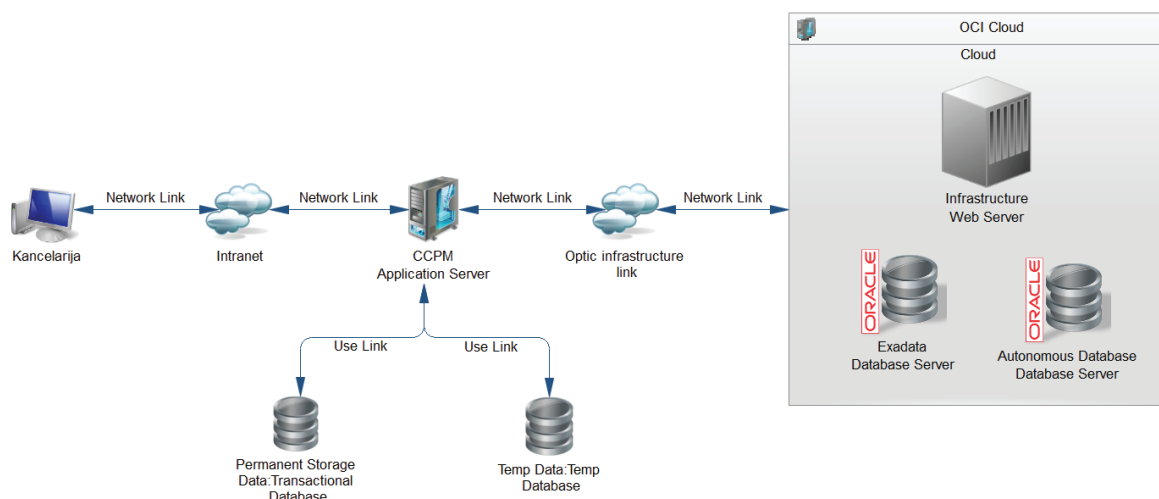 OCI Cloud
Cloud
Infrastructure
Web Server
Network Link
Network Link
Network Link
Network Link
Kancelarija
Intranet
CCPM
Application Server
Optic infrastructure
link
ORACLE
Exadata
Database Server
ORACLE
Autonomous Database
Database Server
Use Link
Use Link
Permanent Storage
Data:Transactional
Database
Temp Data:Temp
Database